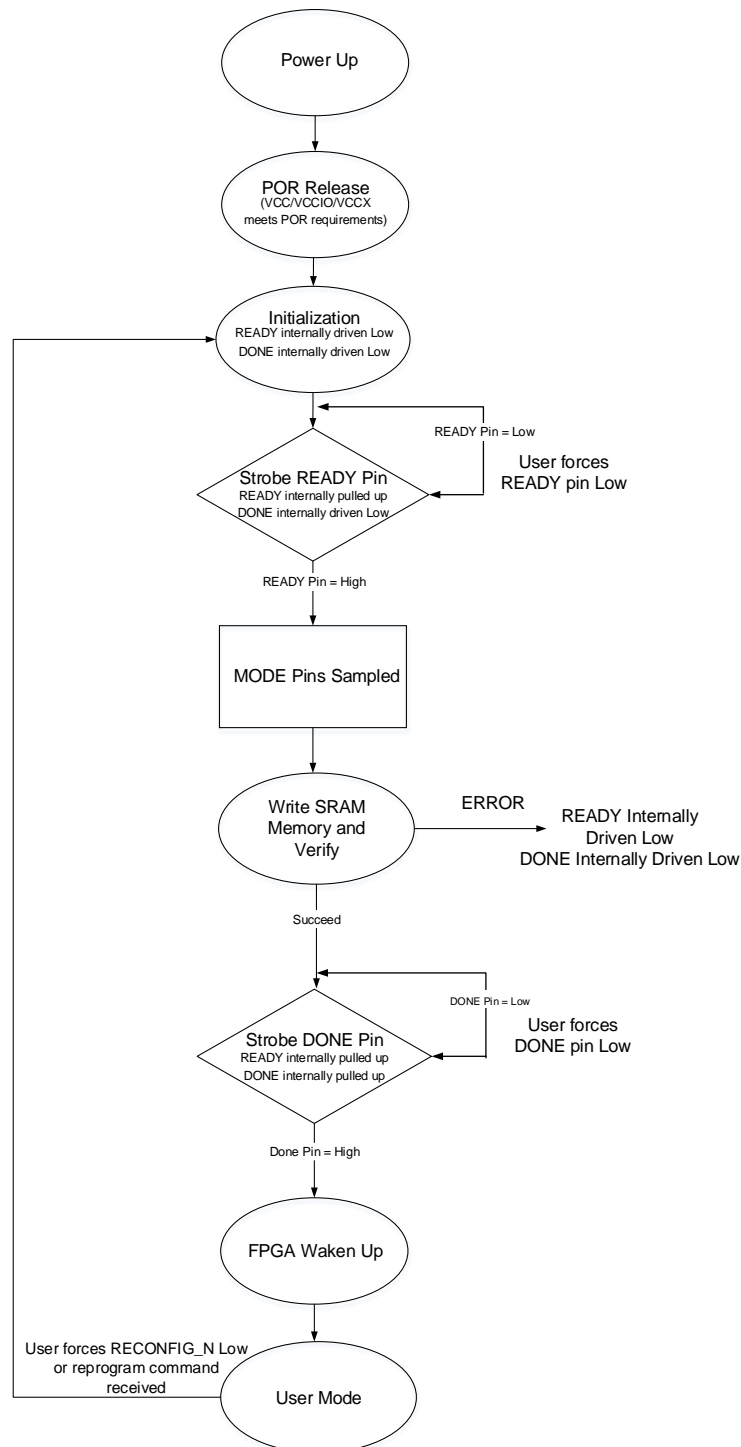 Power Up
POR Release
(VCC/VCCIO/VCCX
meets POR requirements)
Initialization
READY internally driven Low
DONE internally driven Low
READY Pin = Low
User forces
READY pin Low
Strobe READY Pin
READY internally pulled up
DONE internally driven Low
READY Pin = High
MODE Pins Sampled
Write SRAM
Memory and
Verify
ERROR
READY Internally
Driven Low
DONE Internally Driven Low
Succeed
DONE Pin = Low
User forces
DONE pin Low
Strobe DONE Pin
READY internally pulled up
DONE internally pulled up
Done Pin = High
FPGA Waken Up
User forces RECONFIG_N Low
or reprogram command
received
User Mode